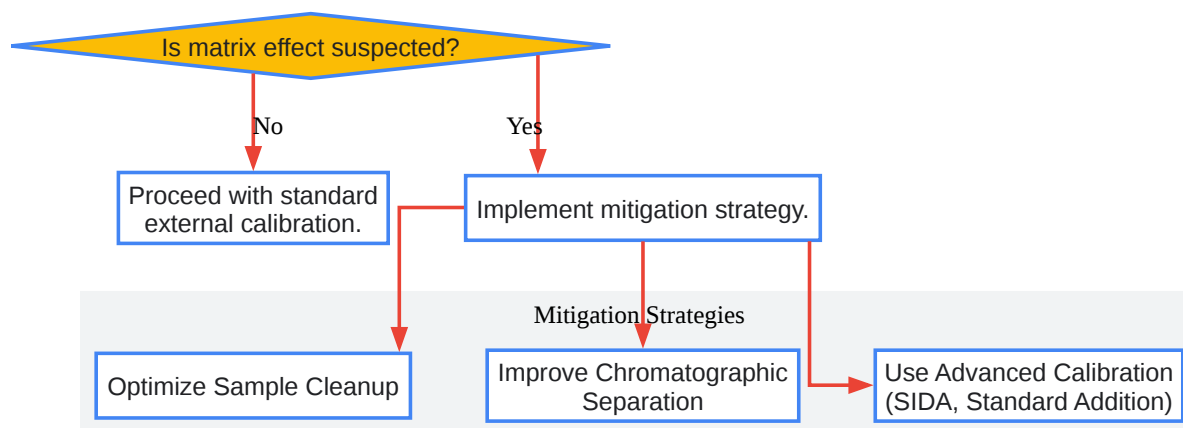 Is matrix effect suspected?
No
Yes
Proceed with standard
external calibration.
Implement mitigation strategy.
Mitigation Strategies
Optimize Sample Cleanup
Improve Chromatographic
Separation
Use Advanced Calibration
(SIDA, Standard Addition)